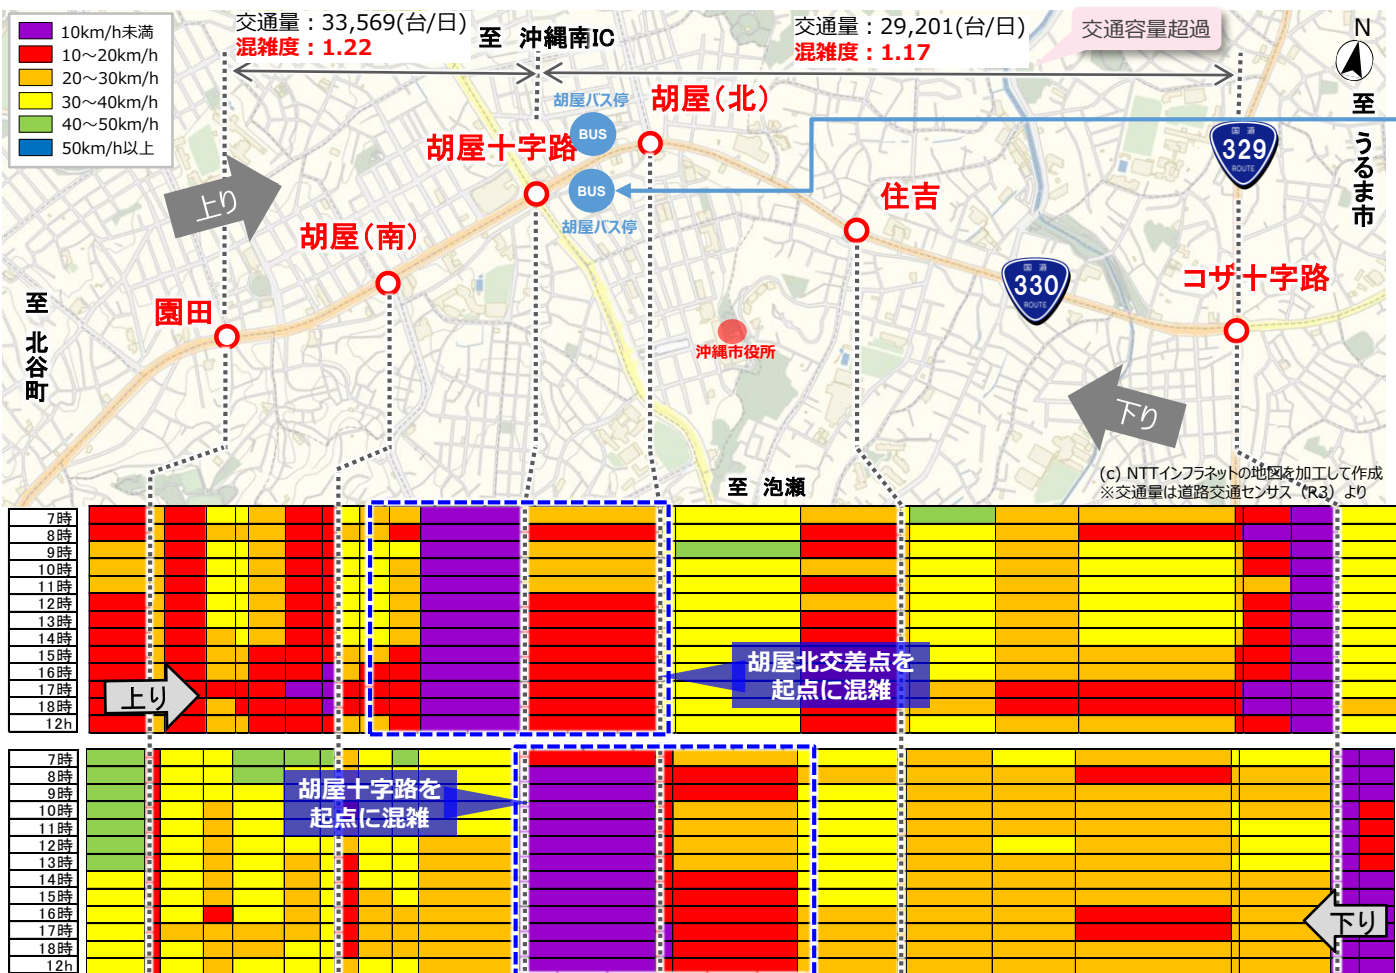 10km/h未満
10～20km/h
20～30km/h
30～40km/h
40～50km/h
50km/h以上
交通量：33,569(台/日)
混雑度：1.22
至 沖縄南IC
交通量：29,201(台/日)
混雑度：1.17
交通容量超過
N
至 うるま市
胡屋バス停
BUS
胡屋(北)
胡屋十字路
BUS
胡屋バス停
国道
329
ROUTE
上り
住吉
胡屋(南)
国道
330
ROUTE
コザ十字路
至 北谷町
園田
沖縄市役所
下り
至 泡瀬
(c) NTTインフラネットの地図を加工して作成
※交通量は道路交通センサス（R3）より
7時
8時
9時
10時
11時
12時
13時
14時
15時
16時
17時
18時
12h
上り
胡屋北交差点を
起点に混雑
7時
8時
9時
10時
11時
12時
13時
14時
15時
16時
17時
18時
12h
胡屋十字路を
起点に混雑
下り